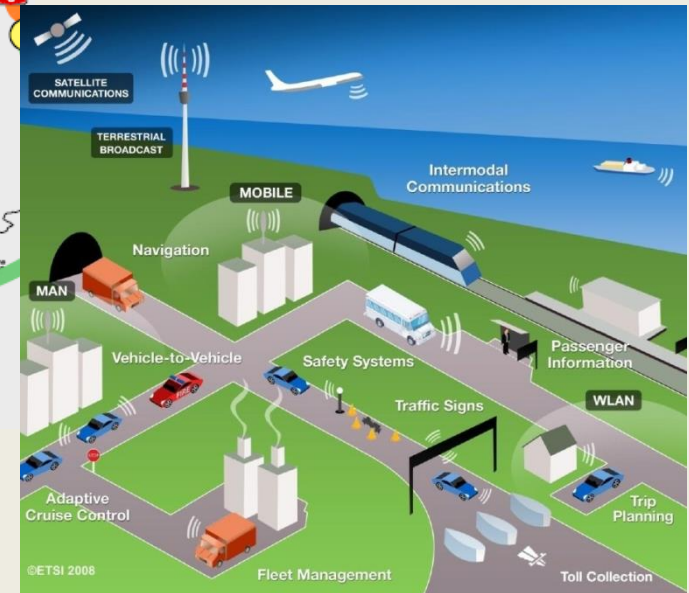 SATELLITE
COMMUNICATIONS
TERRESTRIAL
BROADCAST
Intermodal
Communications
MOBILE
Navigation
MAN
Vehicle-to-Vehicle
Safety Systems
Passenger
Information
Traffic Signs
WLAN
Adaptive
Cruise Control
Trip
Planning
©ETSI 2008
Fleet Management
Toll Collection